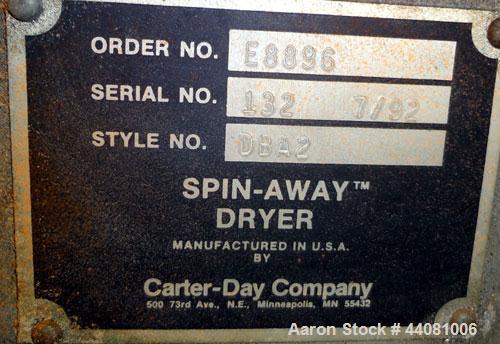 ORDER NO. E8896
SERIAL NO. 132 7/92
STYLE NO. DBA2
SPIN-AWAY™
DRYER
MANUFACTURED IN U.S.A.
BY
Carter-Day Company
500 73rd Ave., N.E., Minneapolis, MN 55432
Aaron Stock # 44081006